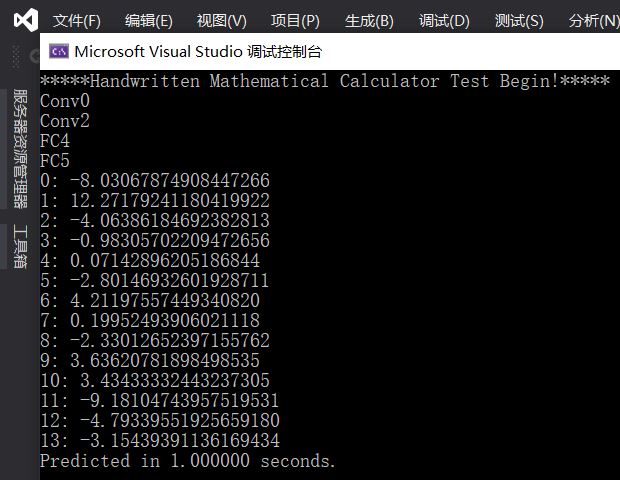 文件(F) 编辑(E) 视图(V) 项目(P) 生成(B) 调试(D) 测试(S) 分析(N)
Microsoft Visual Studio 调试控制台
服务器资源管理器
工具箱
*****Handwritten Mathematical Calculator Test Begin!*****
Conv0
Conv2
FC4
FC5
0: -8.03067874908447266
1: 12.27179241180419922
2: -4.06386184692382813
3: -0.98305702209472656
4: 0.07142896205186844
5: -2.80146932601928711
6: 4.21197557449340820
7: 0.19952493906021118
8: -2.33012652397155762
9: 3.63620781898498535
10: 3.43433332443237305
11: -9.18104743957519531
12: -4.79339551925659180
13: -3.15439391136169434
Predicted in 1.000000 seconds.